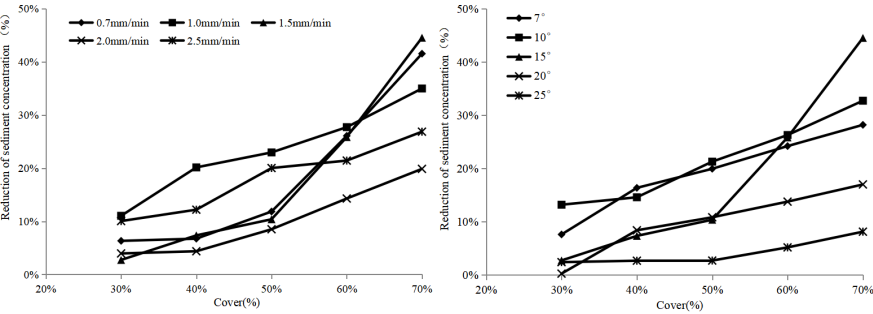 50%
40%
30%
20%
10%
0%
Reduction of sediment concentration (%)
0.7mm/min 1.0mm/min 1.5mm/min
2.0mm/min 2.5mm/min
20% 30% 40% 50% 60% 70%
Cover(%)
50%
40%
30%
20%
10%
0%
Reduction of sediment concentration (%)
7°
10°
15°
20°
25°
20% 30% 40% 50% 60% 70%
Cover(%)